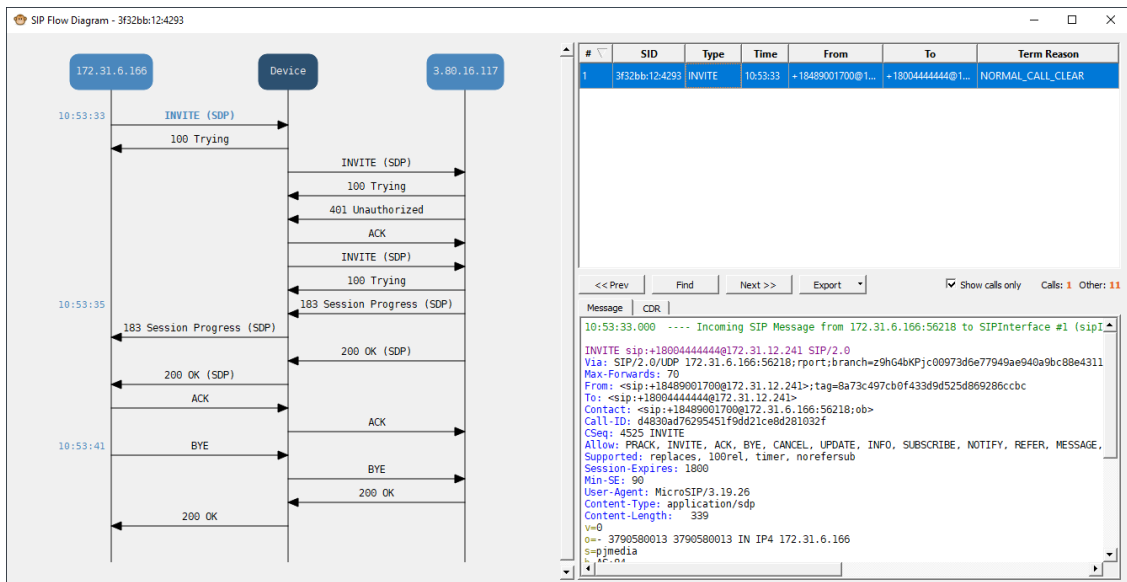 SIP Flow Diagram - 3f32bb:12:4293
172.31.6.166 Device 3.80.16.117
10:53:33 INVITE (SDP)
100 Trying
INVITE (SDP)
100 Trying
401 Unauthorized
ACK
INVITE (SDP)
100 Trying
10:53:35 183 Session Progress (SDP)
183 Session Progress (SDP)
200 OK (SDP)
200 OK (SDP)
ACK
ACK
10:53:41 BYE
BYE
200 OK
200 OK
# SID Type Time From To Term Reason
1 3f32bb:12:4293 INVITE 10:53:33 +18489001700@1... +18004444444@1... NORMAL_CALL_CLEAR
<< Prev Find Next >> Export Show calls only Calls: 1 Other: 11
Message CDR
10:53:33.000 ---- Incoming SIP Message from 172.31.6.166:56218 to SIPInterface #1 (sipI
INVITE sip:+18004444444@172.31.12.241 SIP/2.0
Via: SIP/2.0/UDP 172.31.6.166:56218;rport;branch=z9hG4bKPjc00973d6e77949ae940a9bc88e4311
Max-Forwards: 70
From: <sip:+18489001700@172.31.12.241>;tag=8a73c497cb0f433d9d525d869286ccbc
To: <sip:+18004444444@172.31.12.241>
Contact: <sip:+18489001700@172.31.6.166:56218;ob>
Call-ID: d4830ad76295451f9dd21ce8d281032f
CSeq: 4525 INVITE
Allow: PRACK, INVITE, ACK, BYE, CANCEL, UPDATE, INFO, SUBSCRIBE, NOTIFY, REFER, MESSAGE,
Supported: replaces, 100rel, timer, norefersub
Session-Expires: 1800
Min-SE: 90
User-Agent: MicroSIP/3.19.26
Content-Type: application/sdp
Content-Length: 339
v=0
o=- 3790580013 3790580013 IN IP4 172.31.6.166
s=pjmedia